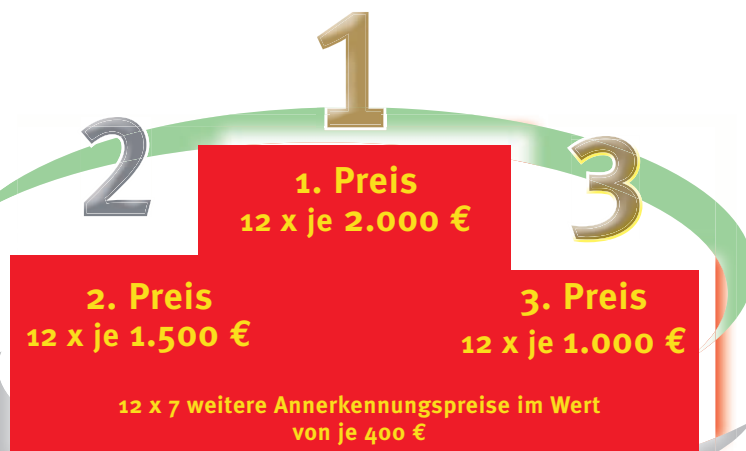 1
2
3
1. Preis
12 x je 2.000 €
2. Preis
12 x je 1.500 €
3. Preis
12 x je 1.000 €
12 x 7 weitere Annerkennungspreise im Wert
von je 400 €